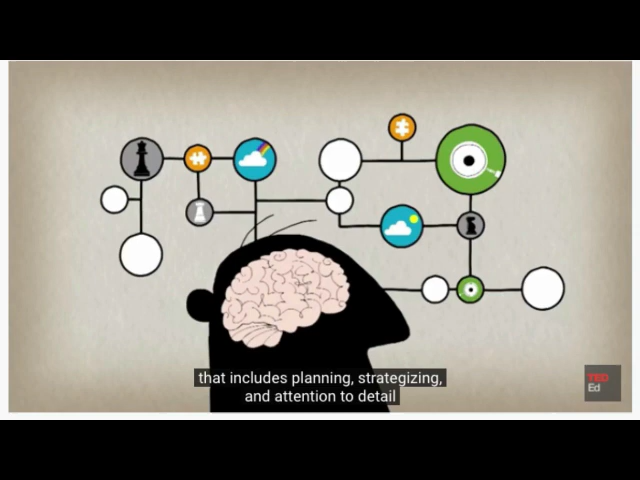 that includes planning, strategizing,
and attention to detail
TED
Ed